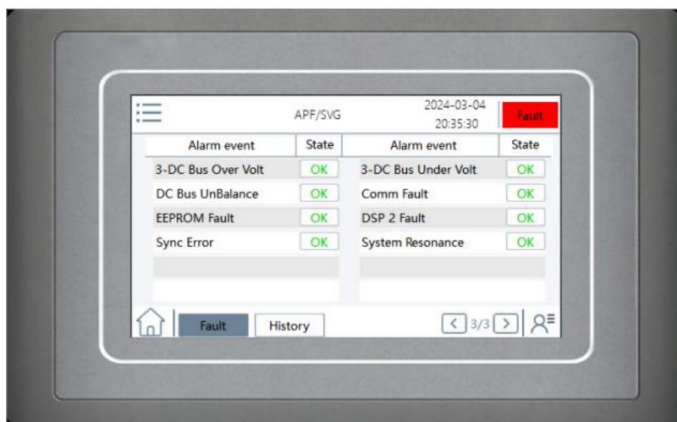 APF/SVG
2024-03-04
20:35:30
Fault
Alarm event State Alarm event State
3-DC Bus Over Volt OK 3-DC Bus Under Volt OK
DC Bus UnBalance OK Comm Fault OK
EEPROM Fault OK DSP 2 Fault OK
Sync Error OK System Resonance OK
Fault History 3/3